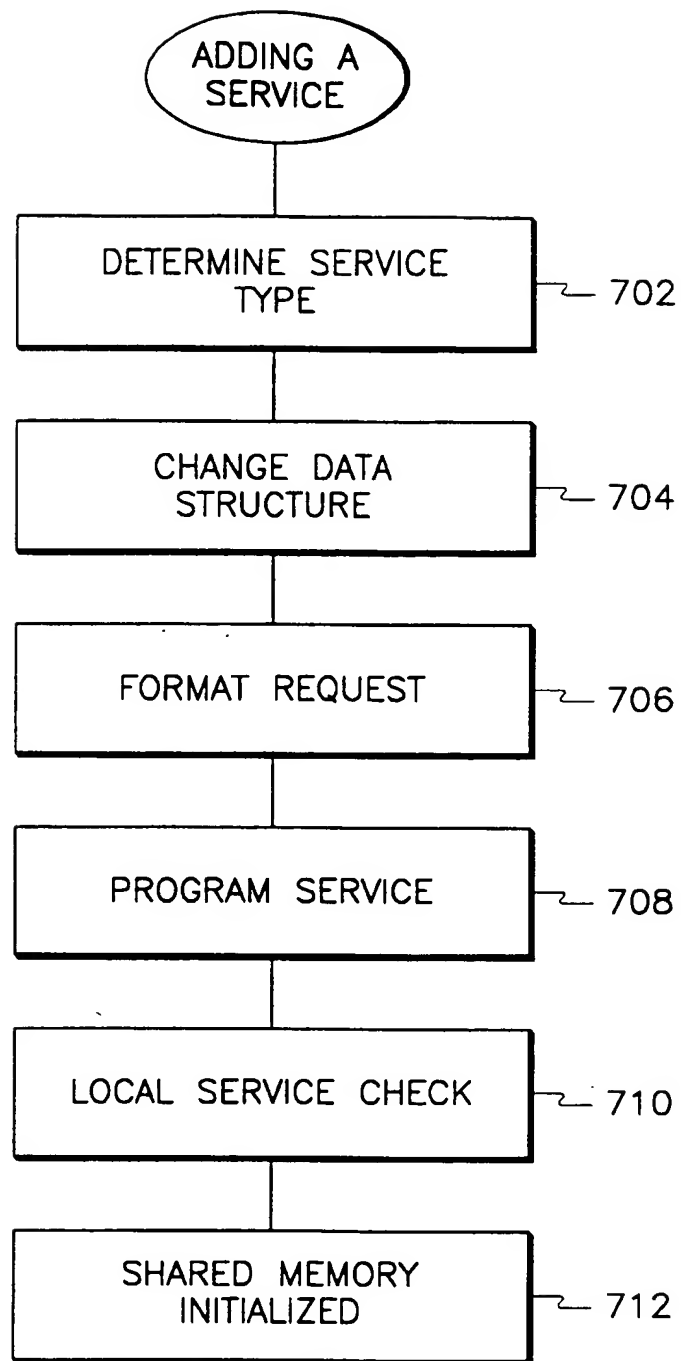 ADDING A
SERVICE
DETERMINE SERVICE
TYPE
702
CHANGE DATA
STRUCTURE
704
FORMAT REQUEST
706
PROGRAM SERVICE
708
LOCAL SERVICE CHECK
710
SHARED MEMORY
INITIALIZED
712